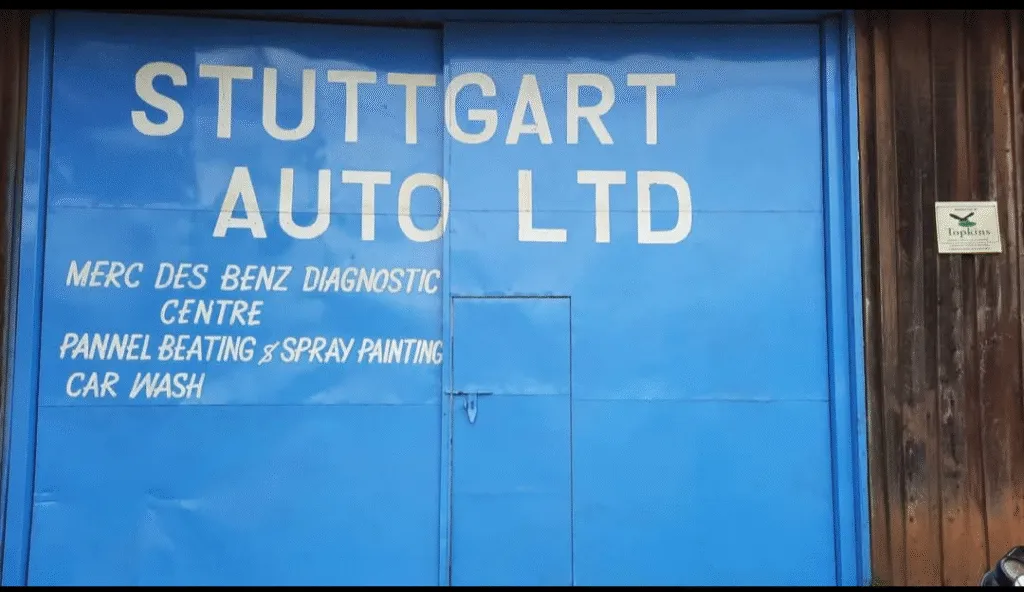 STUTTGART
AUTO LTD
MERC DES BENZ DIAGNOSTIC
CENTRE
PANNEL BEATING & SPRAY PAINTING
CAR WASH
Topkins